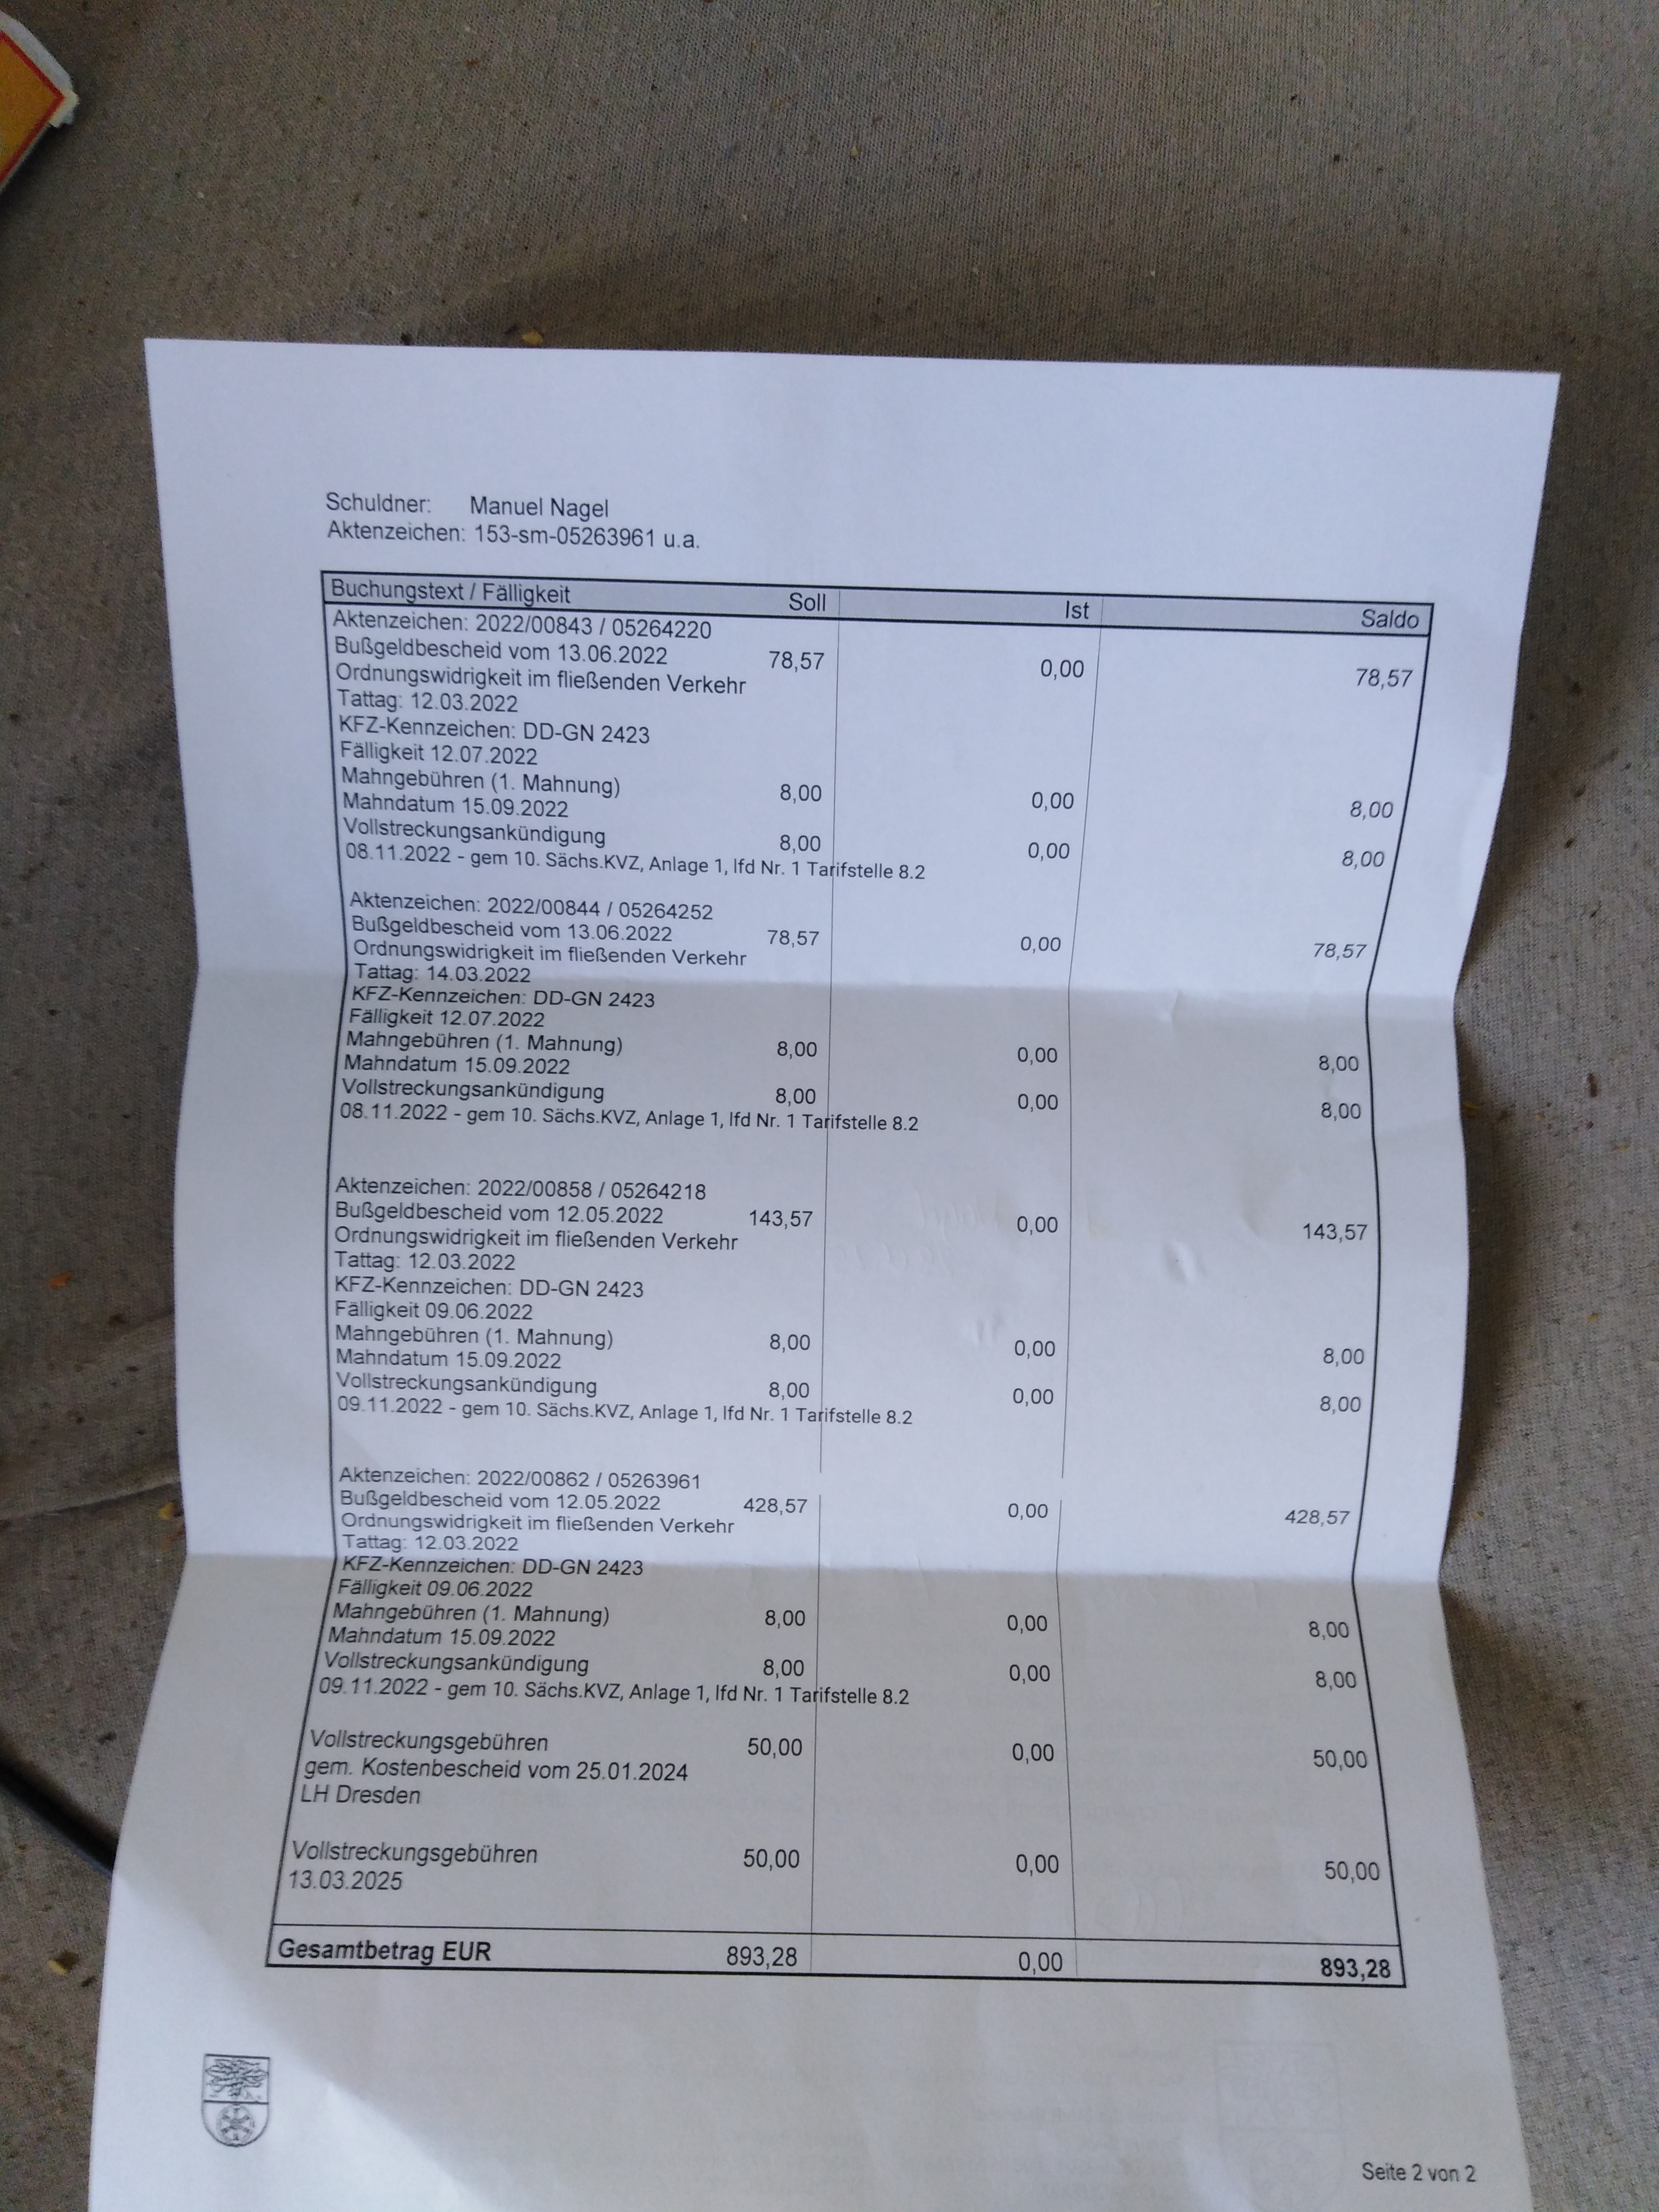 Schuldner: Manuel Nagel
Aktenzeichen: 153-sm-05263961 u.a.
Buchungstext / Fälligkeit Soll Ist Saldo
Aktenzeichen: 2022/00843 / 05264220
Bußgeldbescheid vom 13.06.2022 78,57 0,00 78,57
Ordnungswidrigkeit im fließenden Verkehr
Tattag: 12.03.2022
KFZ-Kennzeichen: DD-GN 2423
Fälligkeit 12.07.2022
Mahngebühren (1. Mahnung) 8,00 0,00 8,00
Mahndatum 15.09.2022
Vollstreckungsankündigung 8,00 0,00 8,00
08.11.2022 - gem 10. Sächs.KVZ, Anlage 1, lfd Nr. 1 Tarifstelle 8.2
Aktenzeichen: 2022/00844 / 05264252
Bußgeldbescheid vom 13.06.2022 78,57 0,00 78,57
Ordnungswidrigkeit im fließenden Verkehr
Tattag: 14.03.2022
KFZ-Kennzeichen: DD-GN 2423
Fälligkeit 12.07.2022
Mahngebühren (1. Mahnung) 8,00 0,00 8,00
Mahndatum 15.09.2022
Vollstreckungsankündigung 8,00 0,00 8,00
08.11.2022 - gem 10. Sächs.KVZ, Anlage 1, lfd Nr. 1 Tarifstelle 8.2
Aktenzeichen: 2022/00858 / 05264218
Bußgeldbescheid vom 12.05.2022 143,57 0,00 143,57
Ordnungswidrigkeit im fließenden Verkehr
Tattag: 12.03.2022
KFZ-Kennzeichen: DD-GN 2423
Fälligkeit 09.06.2022
Mahngebühren (1. Mahnung) 8,00 0,00 8,00
Mahndatum 15.09.2022
Vollstreckungsankündigung 8,00 0,00 8,00
09.11.2022 - gem 10. Sächs.KVZ, Anlage 1, lfd Nr. 1 Tarifstelle 8.2
Aktenzeichen: 2022/00862 / 05263961
Bußgeldbescheid vom 12.05.2022 428,57 0,00 428,57
Ordnungswidrigkeit im fließenden Verkehr
Tattag: 12.03.2022
KFZ-Kennzeichen: DD-GN 2423
Fälligkeit 09.06.2022
Mahngebühren (1. Mahnung) 8,00 0,00 8,00
Mahndatum 15.09.2022
Vollstreckungsankündigung 8,00 0,00 8,00
09.11.2022 - gem 10. Sächs.KVZ, Anlage 1, lfd Nr. 1 Tarifstelle 8.2
Vollstreckungsgebühren 50,00 0,00 50,00
gem. Kostenbescheid vom 25.01.2024
LH Dresden
Vollstreckungsgebühren 50,00 0,00 50,00
13.03.2025
Gesamtbetrag EUR 893,28 0,00 893,28
Seite 2 von 2